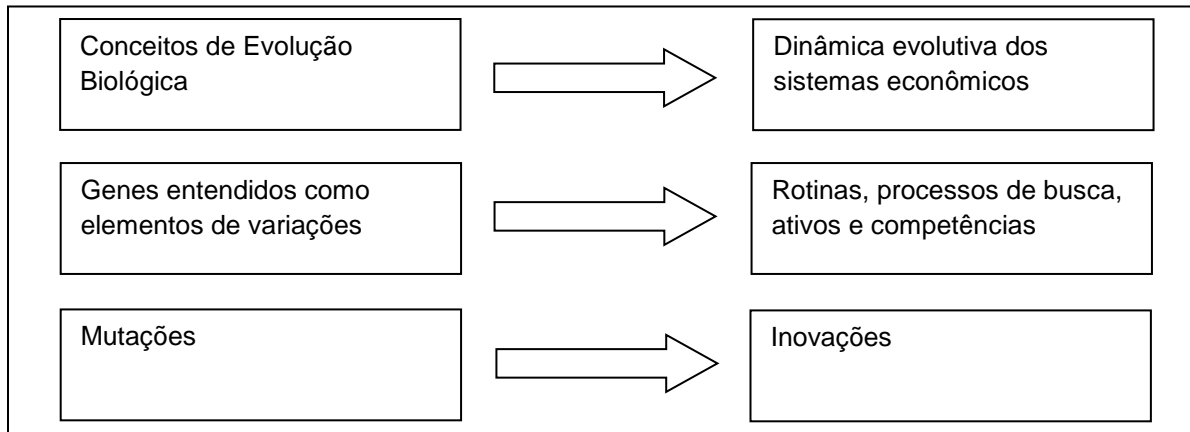 Conceitos de Evolução
Biológica
Dinâmica evolutiva dos
sistemas econômicos
Genes entendidos como
elementos de variações
Rotinas, processos de busca,
ativos e competências
Mutações
Inovações